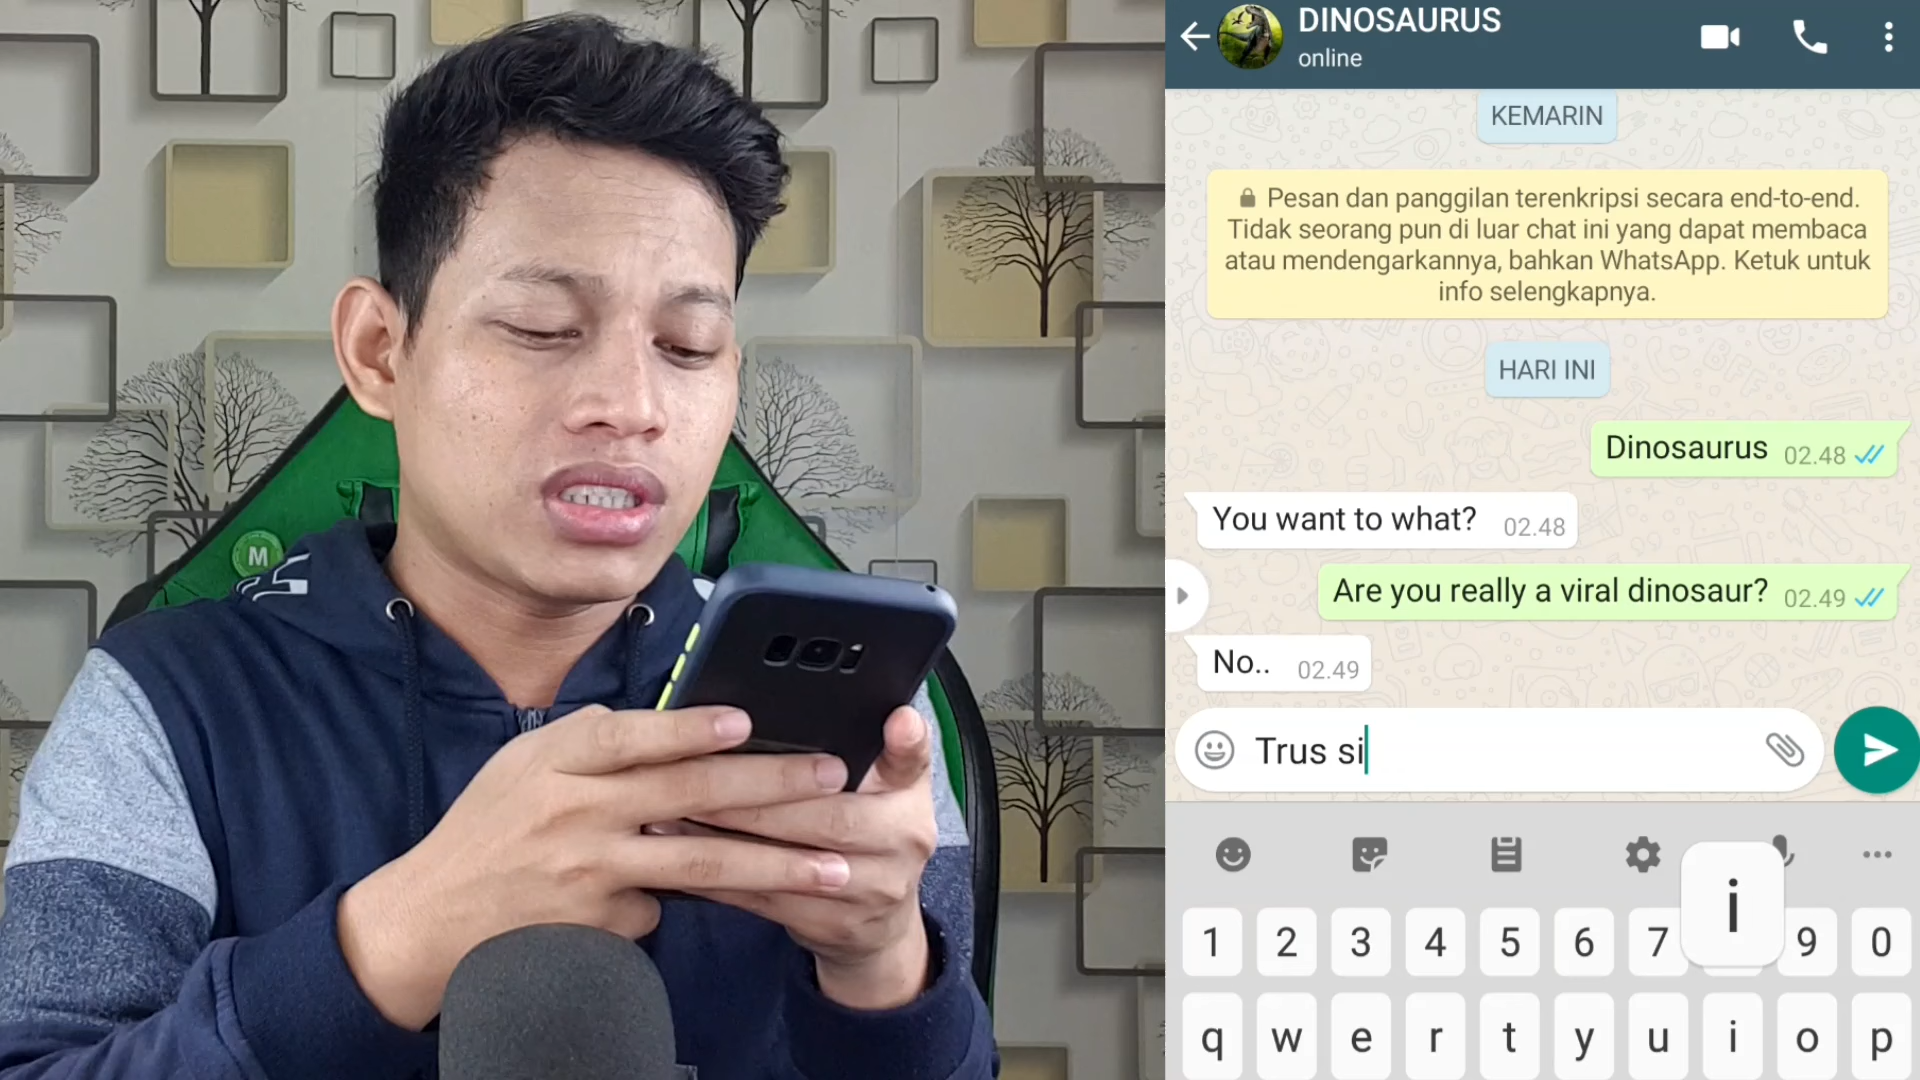 DINOSAURUS
online
KEMARIN
Pesan dan panggilan terenkripsi secara end-to-end.
Tidak seorang pun di luar chat ini yang dapat membaca
atau mendengarkannya, bahkan WhatsApp. Ketuk untuk
info selengkapnya.
HARI INI
Dinosaurus 02.48
You want to what? 02.48
Are you really a viral dinosaur? 02.49
No.. 02.49
Trus si
i
1 2 3 4 5 6 7 9 0
q w e r t y u i o p
M